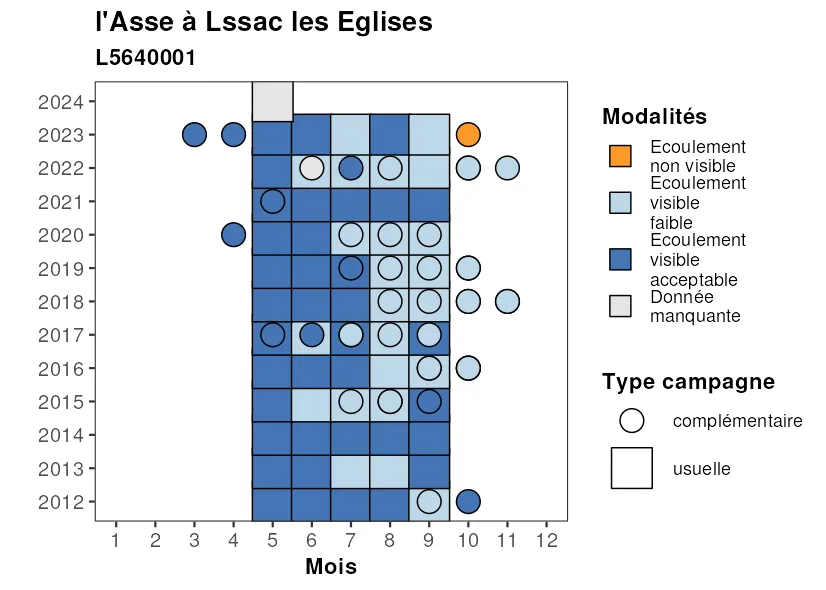 l'Asse à Lssac les Eglises
L5640001
2024
2023
2022
2021
2020
2019
2018
2017
2016
2015
2014
2013
2012
1 2 3 4 5 6 7 8 9 10 11 12
Mois
Modalités
Ecoulement
non visible
Ecoulement
visible
faible
Ecoulement
visible
acceptable
Donnée
manquante
Type campagne
complémentaire
usuelle